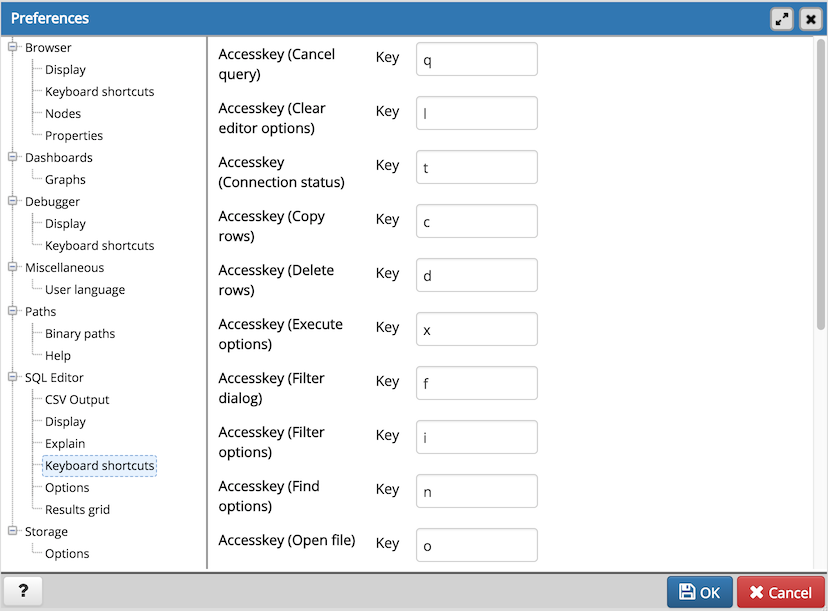 Preferences
Browser
Display
Keyboard shortcuts
Nodes
Properties
Dashboards
Graphs
Debugger
Display
Keyboard shortcuts
Miscellaneous
User language
Paths
Binary paths
Help
SQL Editor
CSV Output
Display
Explain
Keyboard shortcuts
Options
Results grid
Storage
Options
Accesskey (Cancel
query)
Key
q
Accesskey (Clear
editor options)
Key
l
Accesskey
(Connection status)
Key
t
Accesskey (Copy
rows)
Key
c
Accesskey (Delete
rows)
Key
d
Accesskey (Execute
options)
Key
x
Accesskey (Filter
dialog)
Key
f
Accesskey (Filter
options)
Key
i
Accesskey (Find
options)
Key
n
Accesskey (Open file)
Key
o
?
OK
Cancel